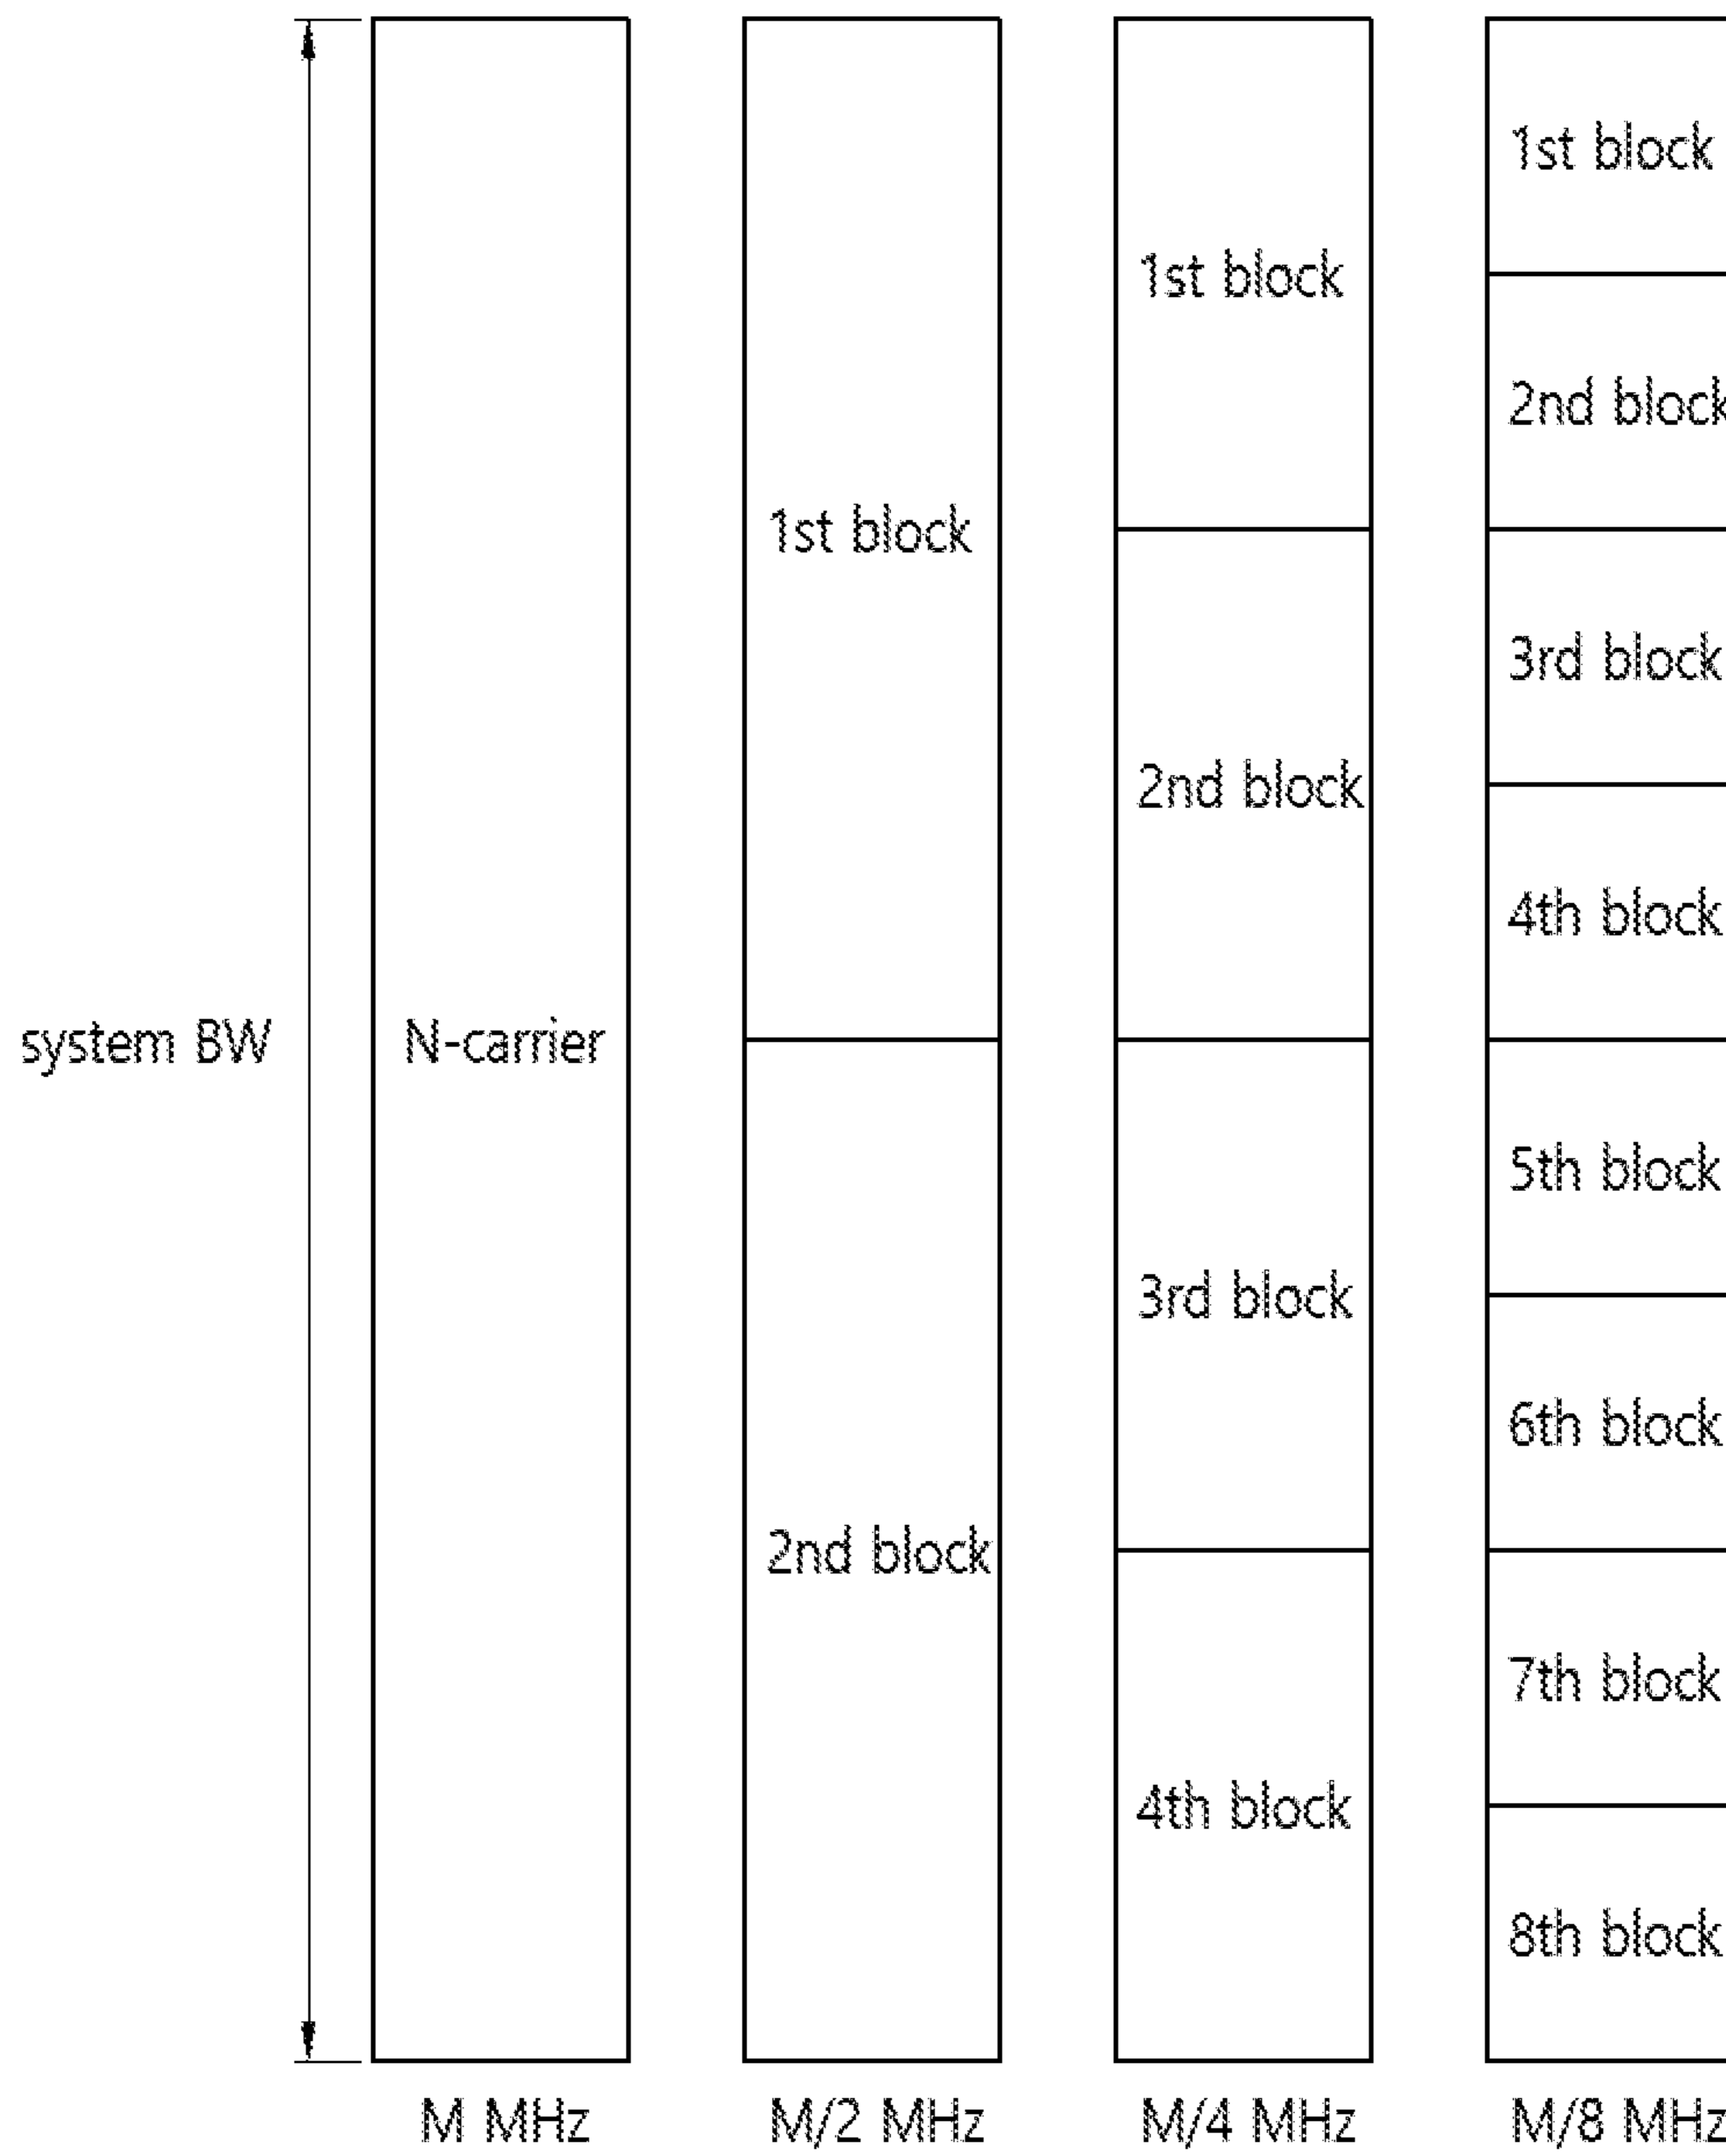 system BW
N-carrier
M MHz
1st block
2nd block
M/2 MHz
1st block
2nd block
3rd block
4th block
M/4 MHz
1st block
2nd block
3rd block
4th block
5th block
6th block
7th block
8th block
M/8 MHz